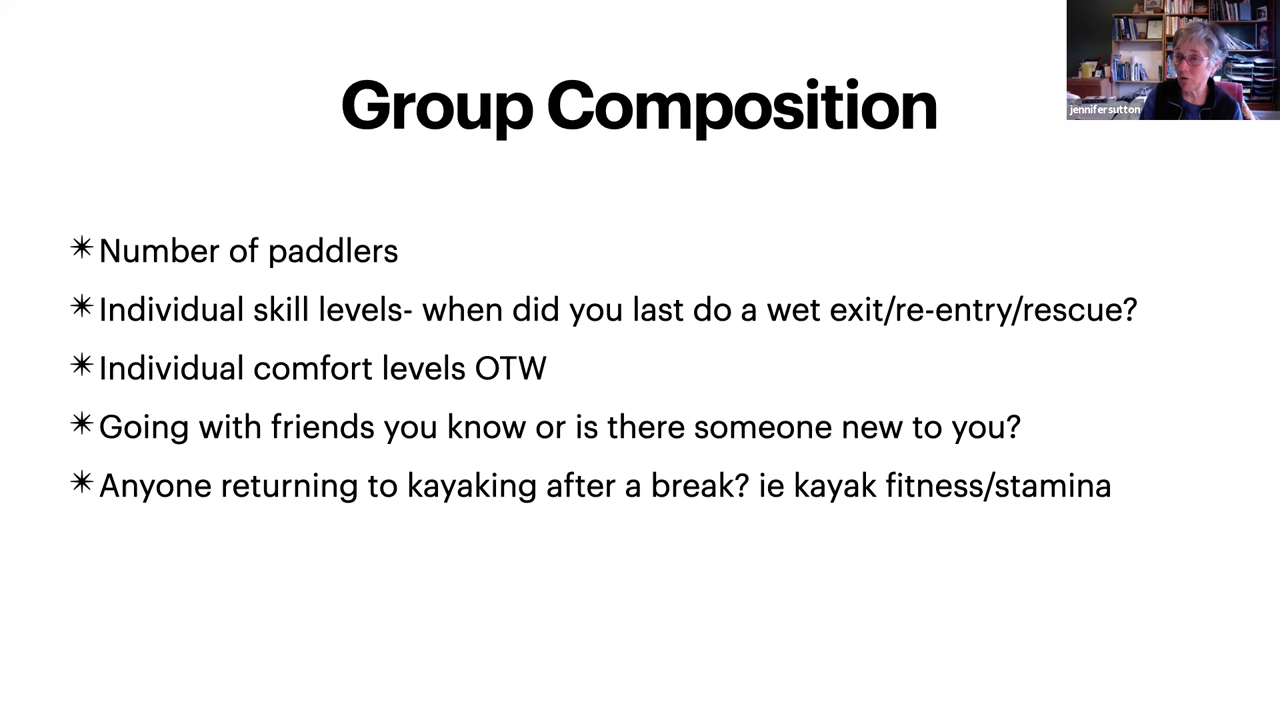 Group Composition
jennifer sutton
✴Number of paddlers
✴Individual skill levels- when did you last do a wet exit/re-entry/rescue?
✴Individual comfort levels OTW
✴Going with friends you know or is there someone new to you?
✴Anyone returning to kayaking after a break? ie kayak fitness/stamina